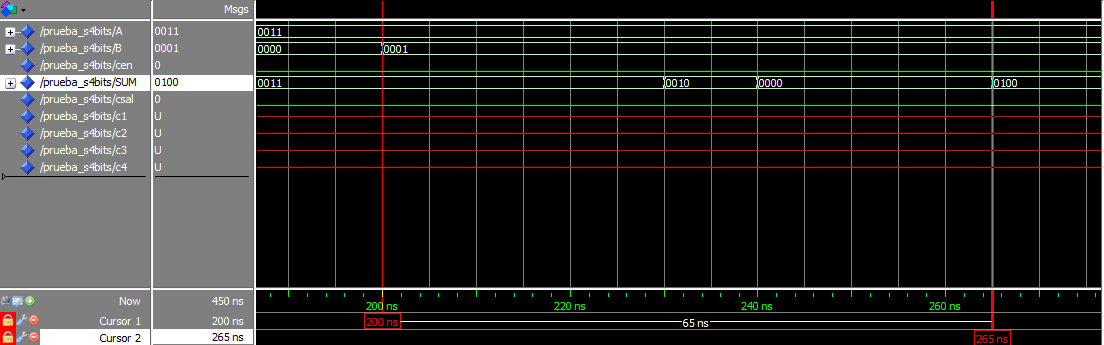 Msgs
/prueba_s4bits/A 0011 0011
/prueba_s4bits/B 0001 0000 0001
/prueba_s4bits/cen 0
/prueba_s4bits/SUM 0100 0011 0010 0000 0100
/prueba_s4bits/csal 0
/prueba_s4bits/c1 U
/prueba_s4bits/c2 U
/prueba_s4bits/c3 U
/prueba_s4bits/c4 U
Now 450 ns 200 ns 220 ns 240 ns 260 ns
Cursor 1 200 ns 200 ns 65 ns
Cursor 2 265 ns 265 ns